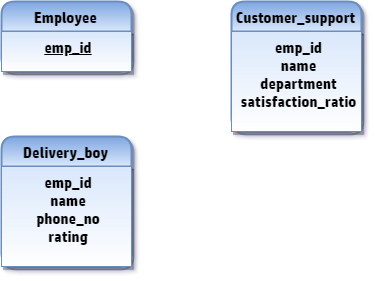 Employee
emp_id
Customer_support
emp_id
name
department
satisfaction_ratio
Delivery_boy
emp_id
name
phone_no
rating